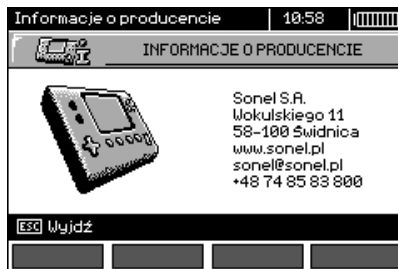 Informacje o producencie 10:58
INFORMACJE O PRODUCENCIE
Sonel S.A.
Wokulskiego 11
58-100 Świdnica
www.sonel.pl
sonel@sonel.pl
+48 74 85 83 800
ESC Wyjdź